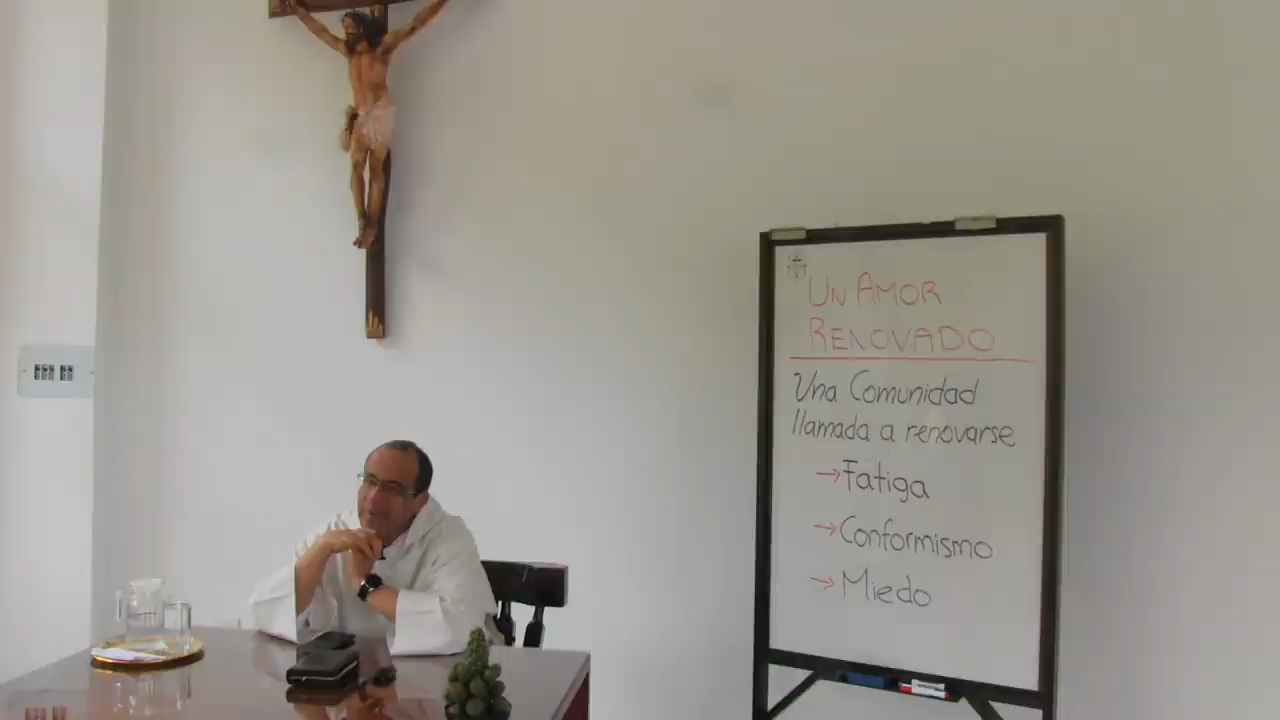 Un Amor
Renovado
Una Comunidad
llamada a renovarse
→Fatiga
→Conformismo
→Miedo